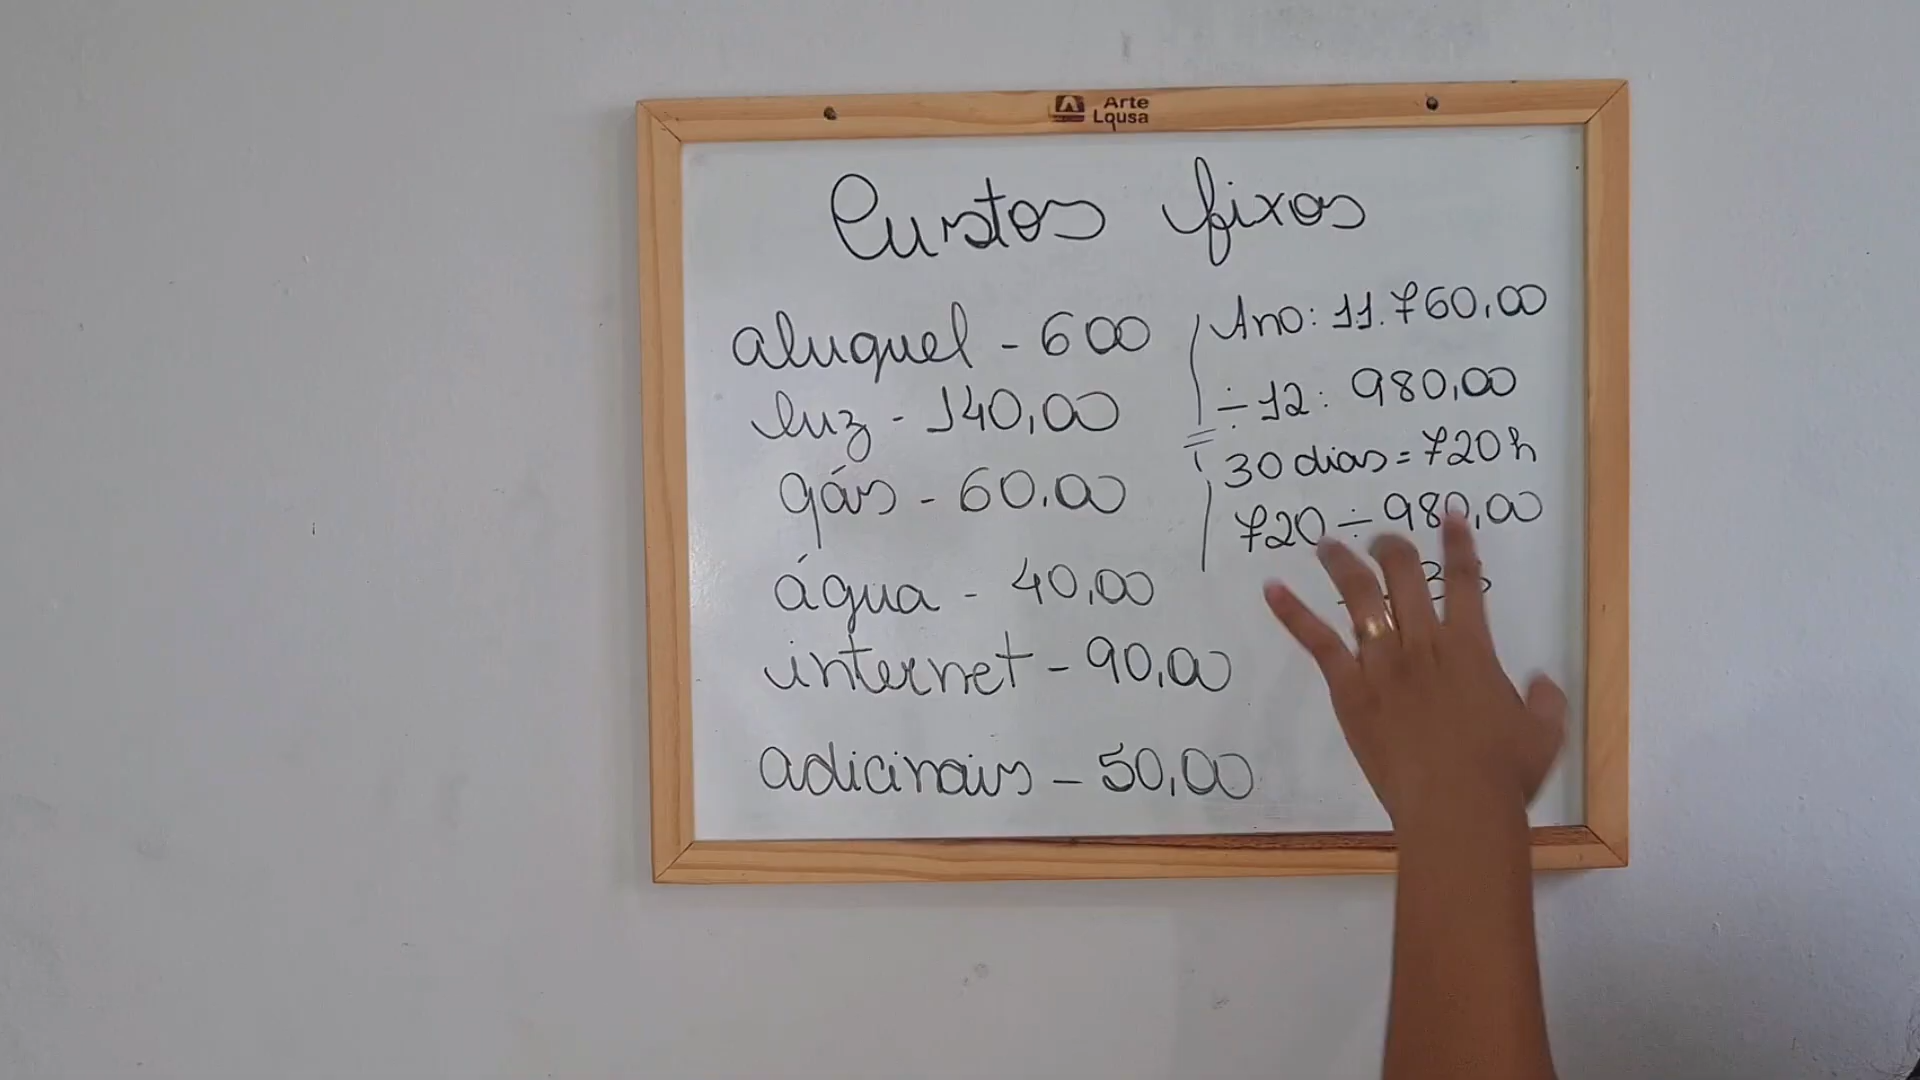 Arte
Lousa
Custos fixos
aluguel - 600
luz - 140,00
gás - 60,00
água - 40,00
internet - 90,00
adicinais - 50,00
Ano: 11.760,00
÷ 12: 980,00
30 dias = 720 h
720 ÷ 980,00